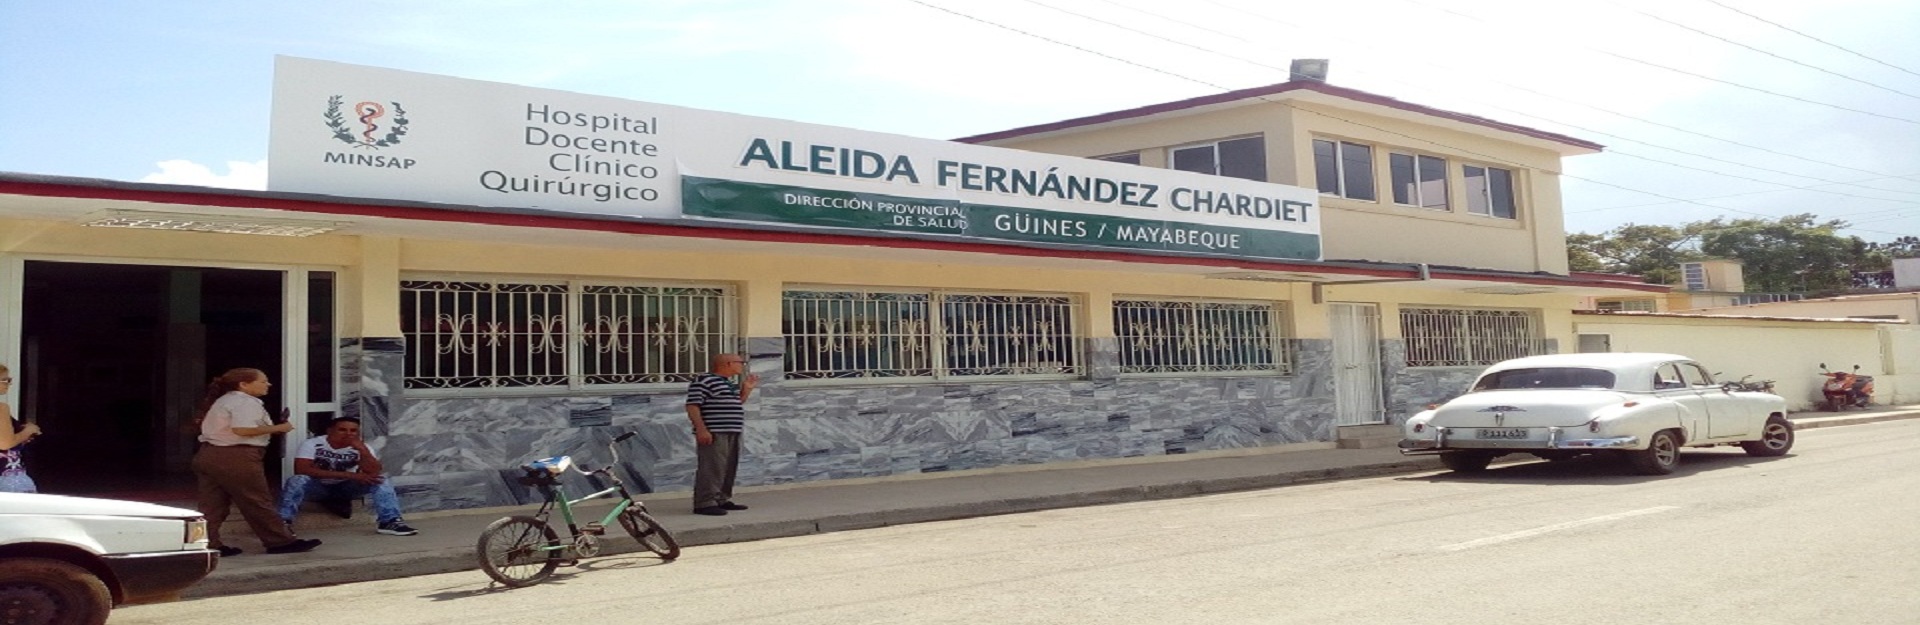 MINSAP
Hospital
Docente
Clínico
Quirúrgico
ALEIDA FERNÁNDEZ CHARDIET
DIRECCIÓN PROVINCIAL
DE SALUD
GÜINES / MAYABEQUE